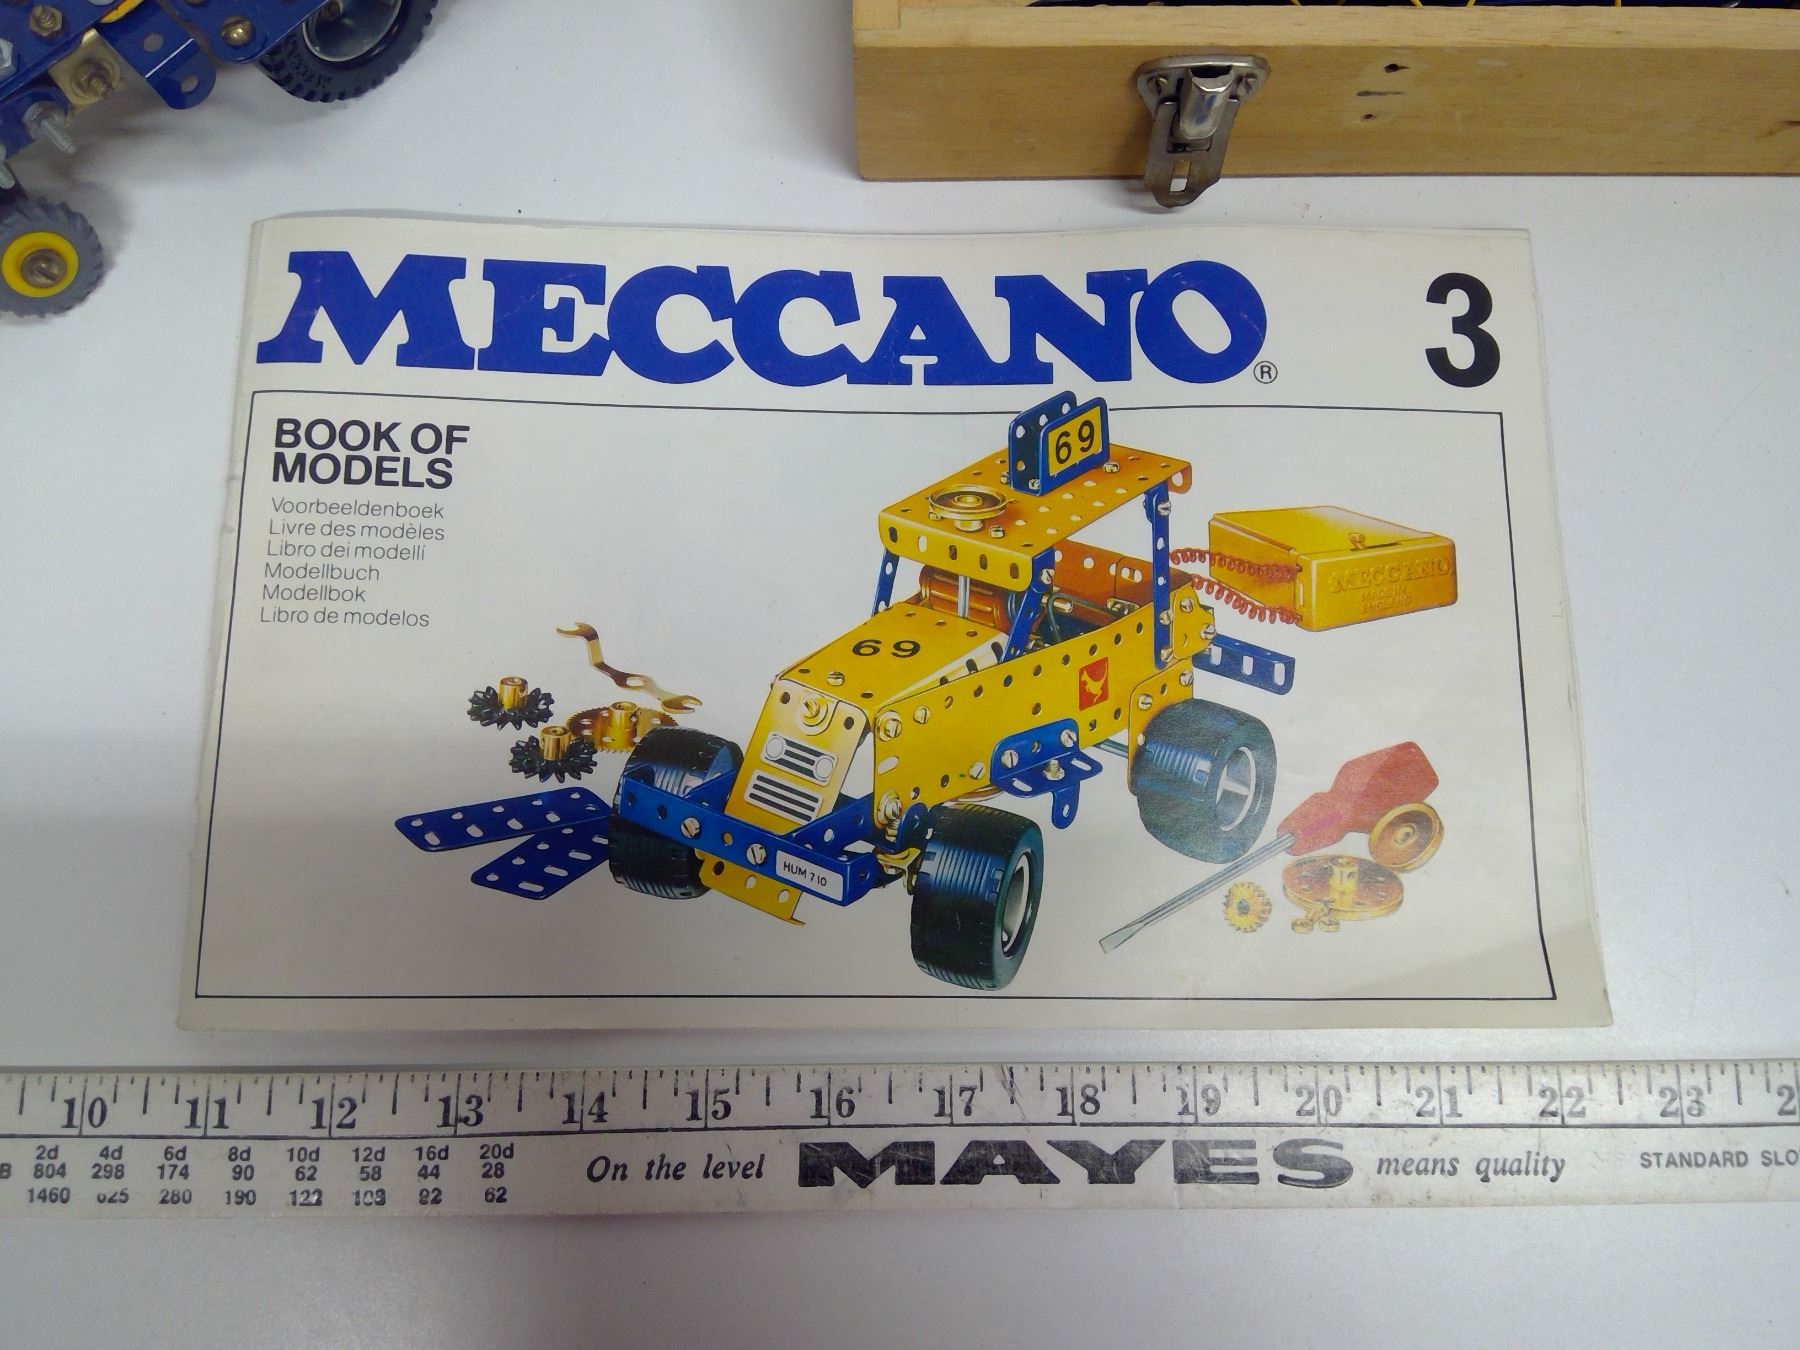 MECCANO®
3
BOOK OF
MODELS
Voorbeeldenboek
Livre des modèles
Libro dei modelli
Modellbuch
Modellbok
Libro de modelos
69
69
MECCANO
MADE IN
ENGLAND
HUM 710
10 11 12 13 14 15 16 17 18 19 20 21 22 23
2d 4d 6d 8d 10d 12d 16d 20d
B 804 298 174 90 62 58 44 28
1460 625 280 190 122 103 82 62
On the level MAYES means quality
STANDARD